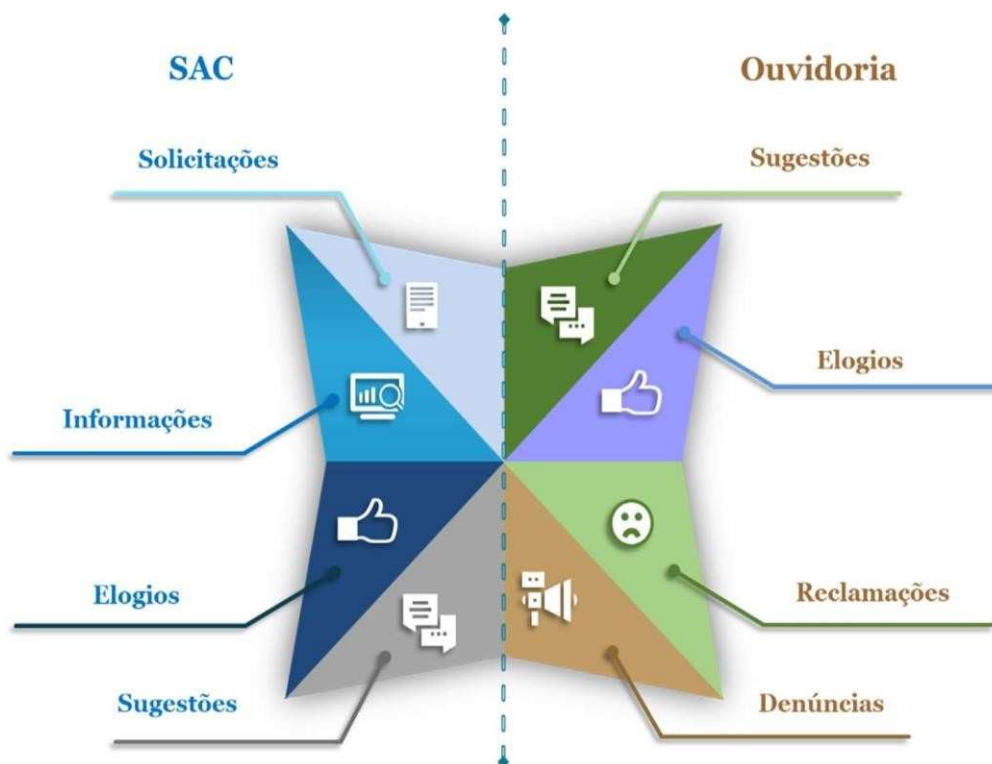 SAC
Ouvidoria
Solicitações
Sugestões
Informações
Elogios
Elogios
Reclamações
Sugestões
Denúncias